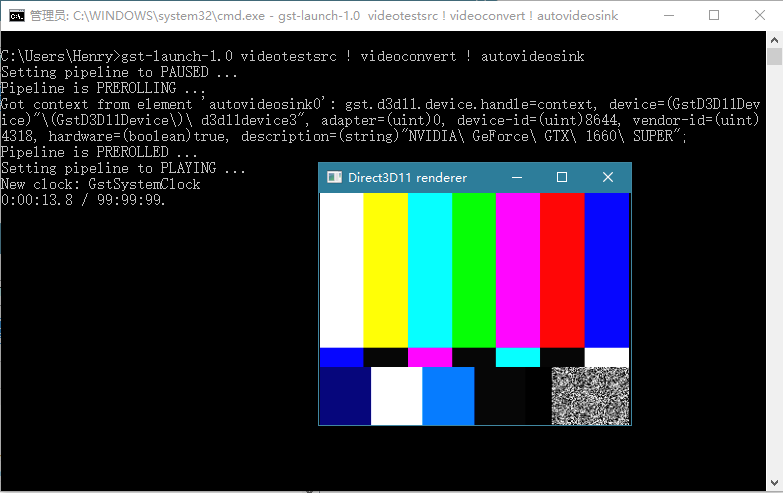 管理员: C:\WINDOWS\system32\cmd.exe - gst-launch-1.0  videotestsrc ! videoconvert ! autovideosink
C:\Users\Henry>gst-launch-1.0 videotestsrc ! videoconvert ! autovideosink
Setting pipeline to PAUSED ...
Pipeline is PREROLLING ...
Got context from element 'autovideosink0': gst.d3d11.device.handle=context, device=(GstD3D11Dev
ice)"\(GstD3D11Device\)\ d3d11device3", adapter=(uint)0, device-id=(uint)8644, vendor-id=(uint)
4318, hardware=(boolean)true, description=(string)"NVIDIA\ GeForce\ GTX\ 1660\ SUPER";
Pipeline is PREROLLED ...
Setting pipeline to PLAYING ...
New clock: GstSystemClock
0:00:13.8 / 99:99:99.
Direct3D11 renderer